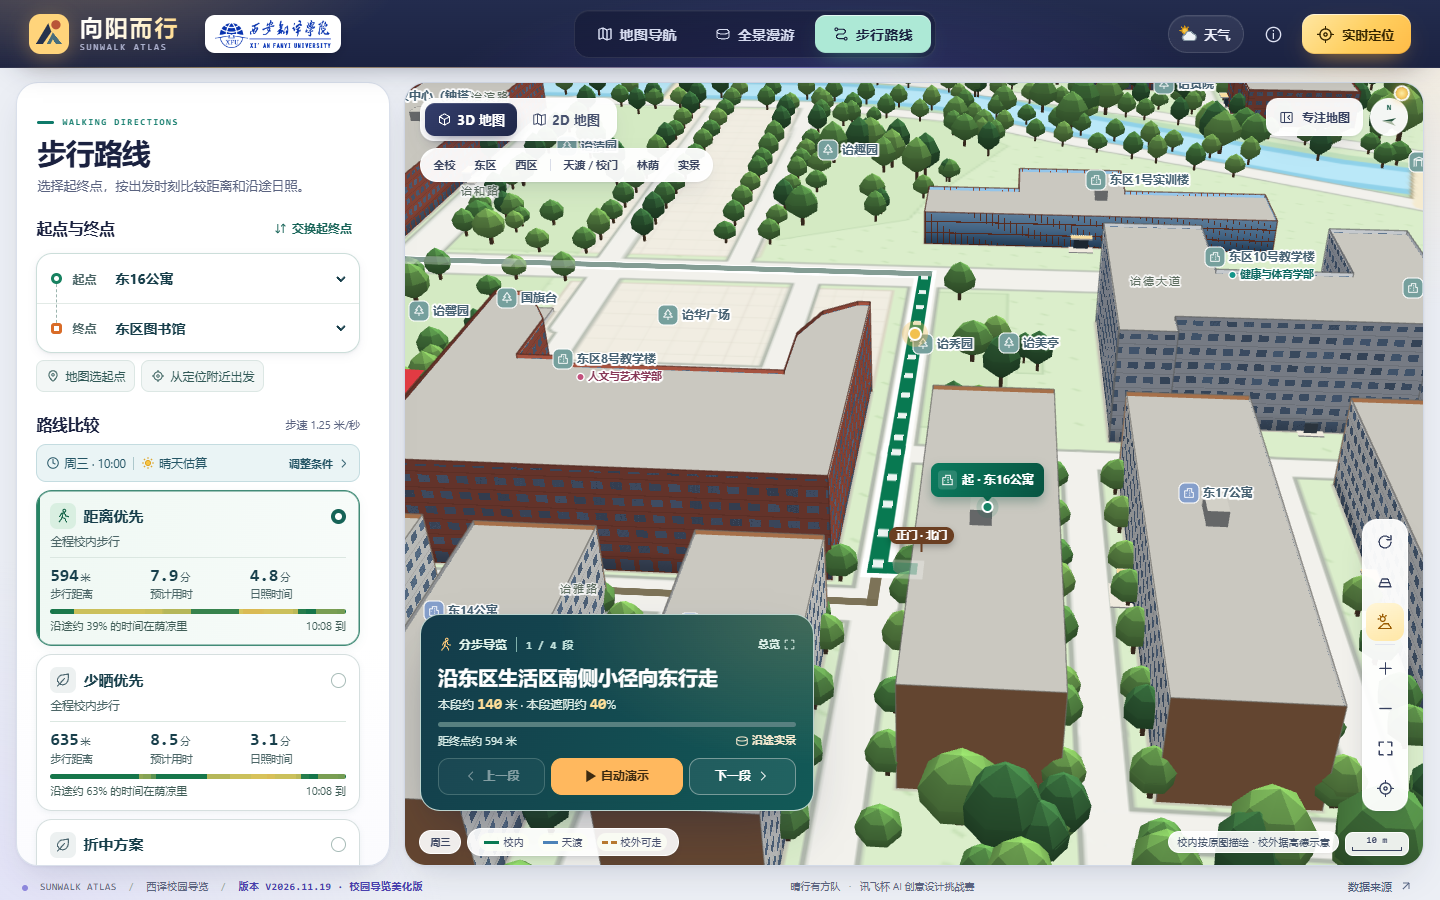 向阳而行
SUNWALK ATLAS
西安翻译学院
XI' AN FANYI UNIVERSITY
地图导航
全景漫游
步行路线
天气
实时定位
WALKING DIRECTIONS
步行路线
选择起终点，按出发时刻比较距离和沿途日照。
起点与终点
交换起终点
起点 东16公寓
终点 东区图书馆
地图选起点
从定位附近出发
路线比较
步速 1.25 米/秒
周三 · 10:00
晴天估算
调整条件
距离优先
全程校内步行
594 米 7.9 分 4.8 分
步行距离 预计用时 日照时间
沿途约 39% 的时间在荫凉里 10:08 到
少晒优先
全程校内步行
635 米 8.5 分 3.1 分
步行距离 预计用时 日照时间
沿途约 63% 的时间在荫凉里 10:08 到
折中方案
3D 地图
2D 地图
全校 东区 西区 天渡 / 校门 林荫 实景
专注地图
N
诒趣园
诒和路
东区1号实训楼
东区10号教学楼
健康与体育学部
诒德大道
诒馨园
国旗台
诒华广场
诒秀园
诒美亭
东区8号教学楼
人文与艺术学部
起 · 东16公寓
东17公寓
正门 · 北门
诒雅路
东14公寓
分步导览 1 / 4 段
总览
沿东区生活区南侧小径向东行走
本段约 140 米 · 本段遮阴约 40%
距终点约 594 米
沿途实景
上一段
自动演示
下一段
周三
校内
天渡
校外可走
校内按原图描绘 · 校外据高德示意
10 m
SUNWALK ATLAS / 西译校园导览 / 版本 V2026.11.19 · 校园导览美化版
晴行有方队 · 讯飞杯 AI 创意设计挑战赛
数据来源